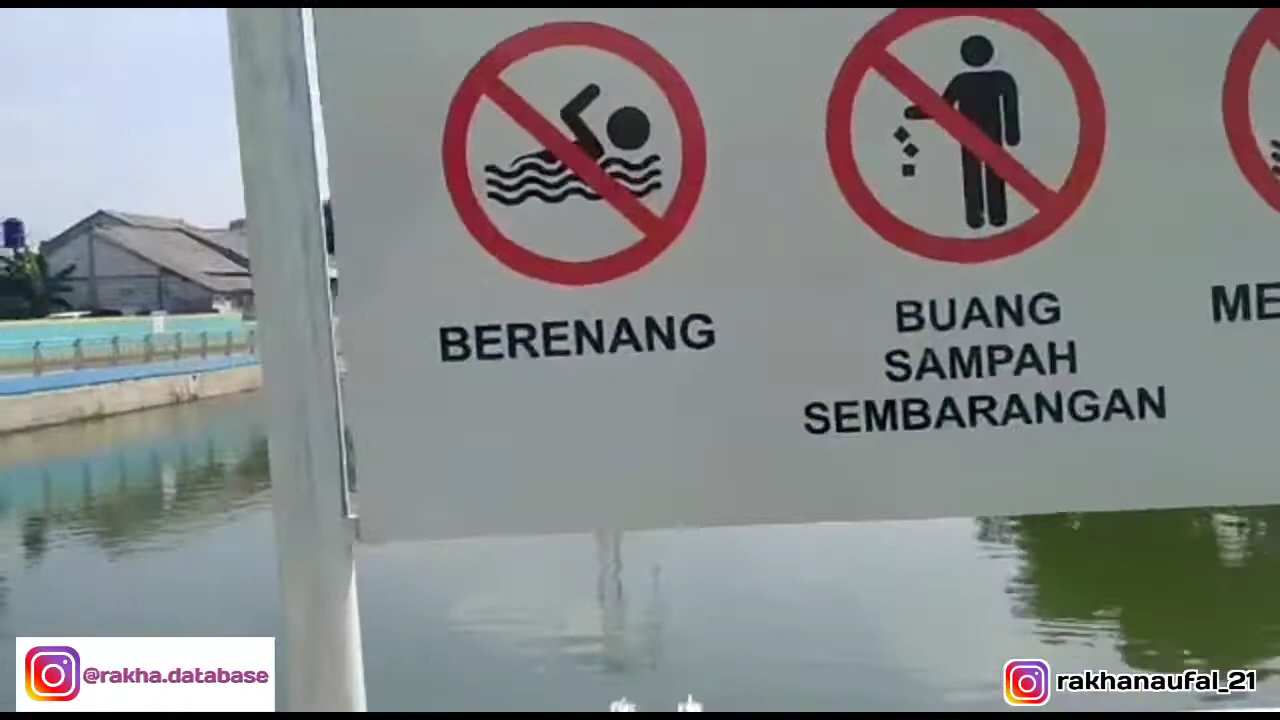 BERENANG
BUANG
SAMPAH
SEMBARANGAN
ME
@rakha.database
rakhanaufal_21